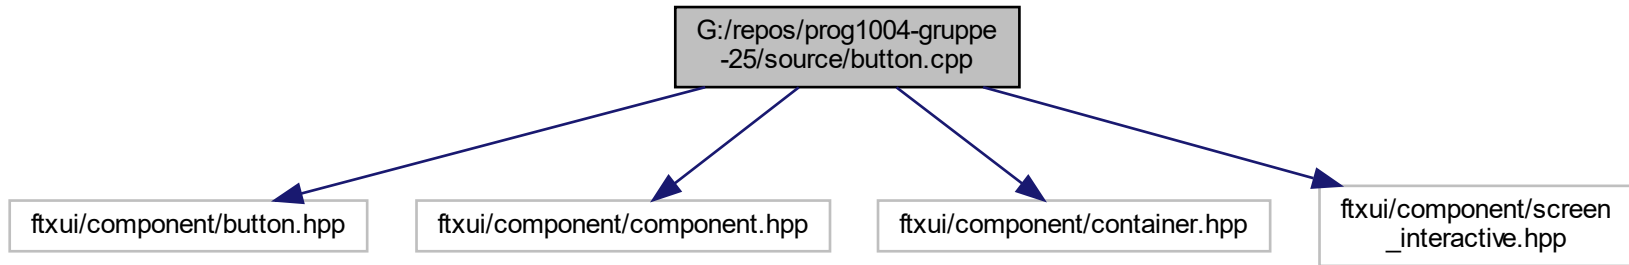 G:/repos/prog1004-gruppe
-25/source/button.cpp
ftxui/component/button.hpp
ftxui/component/component.hpp
ftxui/component/container.hpp
ftxui/component/screen
_interactive.hpp